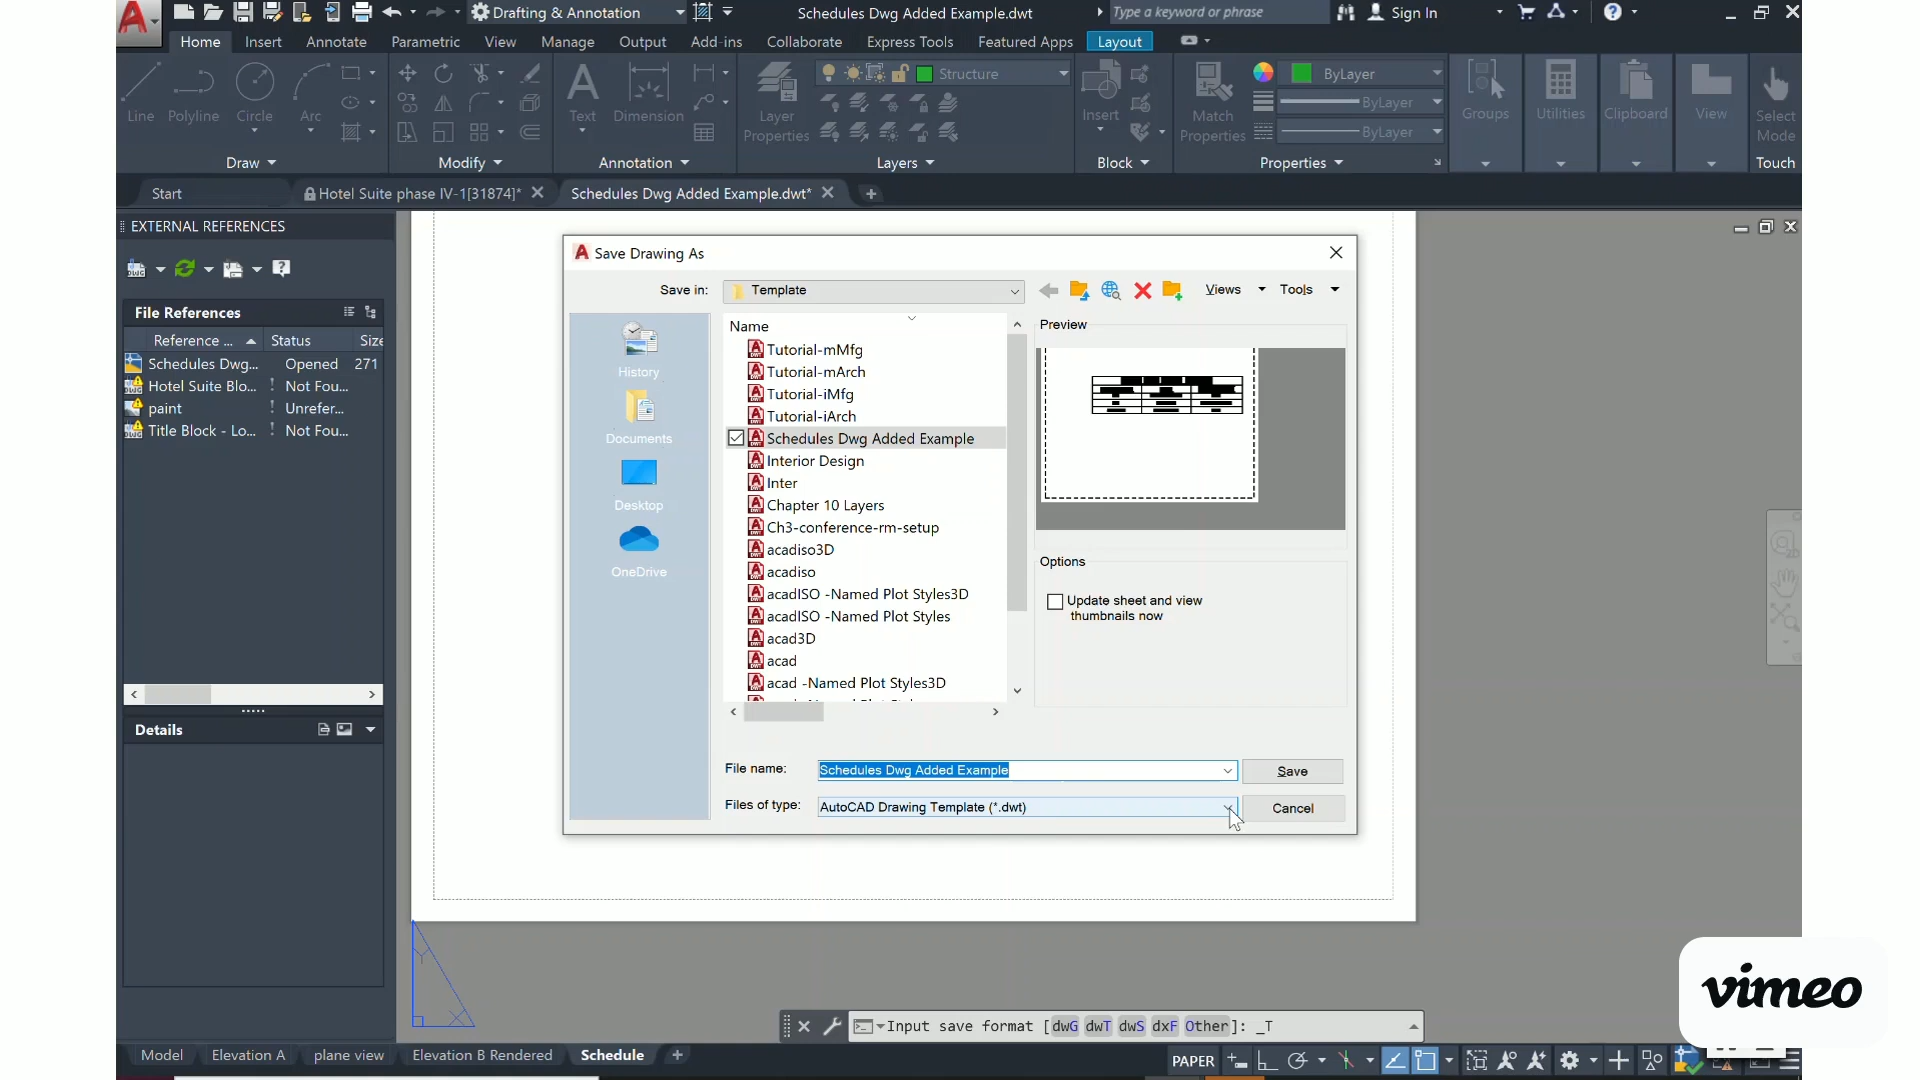 Drafting & Annotation
Schedules Dwg Added Example.dwt
Type a keyword or phrase
Sign In
Home Insert Annotate Parametric View Manage Output Add-ins Collaborate Express Tools Featured Apps Layout
Structure
ByLayer
ByLayer
ByLayer
Line Polyline Circle Arc
Text Dimension
Layer
Properties
Insert
Match
Properties
Groups Utilities Clipboard View
Select
Mode
Draw Modify Annotation Layers Block Properties Touch
Start Hotel Suite phase IV-1[31874]* Schedules Dwg Added Example.dwt*
EXTERNAL REFERENCES
File References
Reference ... Status Size
Schedules Dwg... Opened 271
Hotel Suite Blo... ! Not Fou...
paint ! Unrefer...
Title Block - Lo... ! Not Fou...
Details
Save Drawing As
Save in: Template
Views Tools
History
Documents
Desktop
OneDrive
Name
Tutorial-mMfg
Tutorial-mArch
Tutorial-iMfg
Tutorial-iArch
Schedules Dwg Added Example
Interior Design
Inter
Chapter 10 Layers
Ch3-conference-rm-setup
acadiso3D
acadiso
acadISO -Named Plot Styles3D
acadISO -Named Plot Styles
acad3D
acad
acad -Named Plot Styles3D
Preview
Options
Update sheet and view
thumbnails now
File name: Schedules Dwg Added Example Save
Files of type: AutoCAD Drawing Template (*.dwt) Cancel
Y
X
Input save format [dwG dwT dwS dxF Other]: _T
Model Elevation A plane view Elevation B Rendered Schedule
PAPER
vimeo